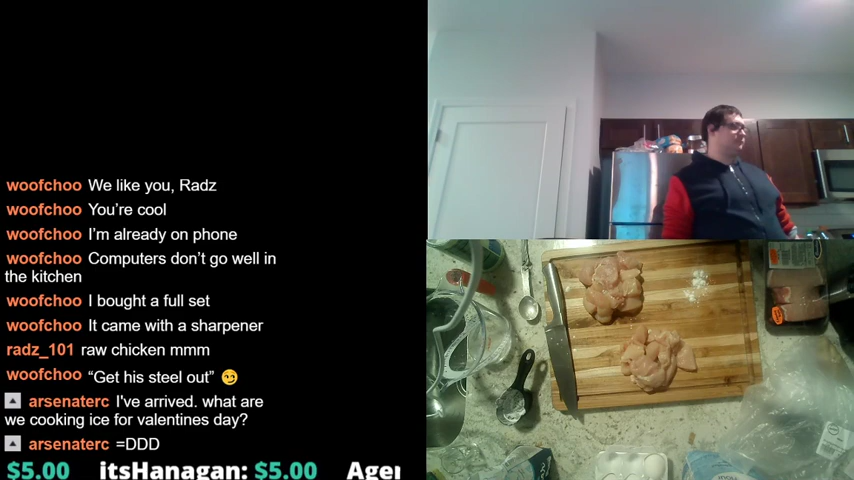 woofchoo We like you, Radz
woofchoo You're cool
woofchoo I'm already on phone
woofchoo Computers don't go well in
the kitchen
woofchoo I bought a full set
woofchoo It came with a sharpener
radz_101 raw chicken mmm
woofchoo “Get his steel out” 😏
arsenaterc I've arrived. what are
we cooking ice for valentines day?
arsenaterc =DDD
$5.00 itsHanagan: $5.00 Ager